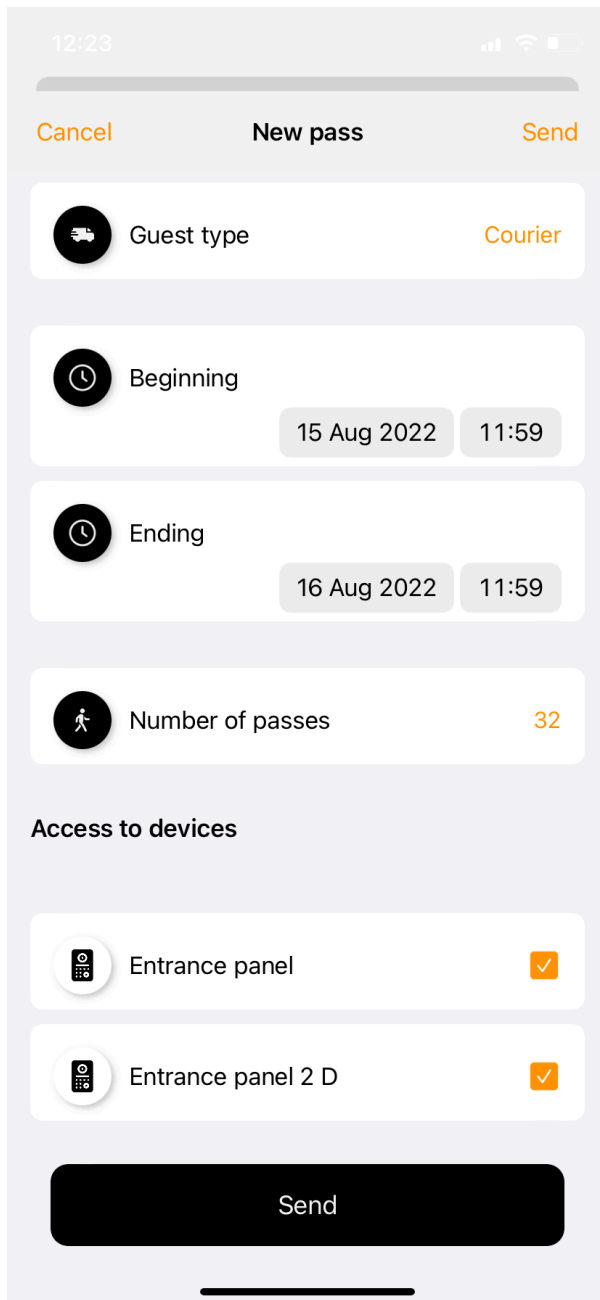 12:23
Cancel New pass Send
Guest type Courier
Beginning
15 Aug 2022 11:59
Ending
16 Aug 2022 11:59
Number of passes 32
Access to devices
Entrance panel
Entrance panel 2 D
Send